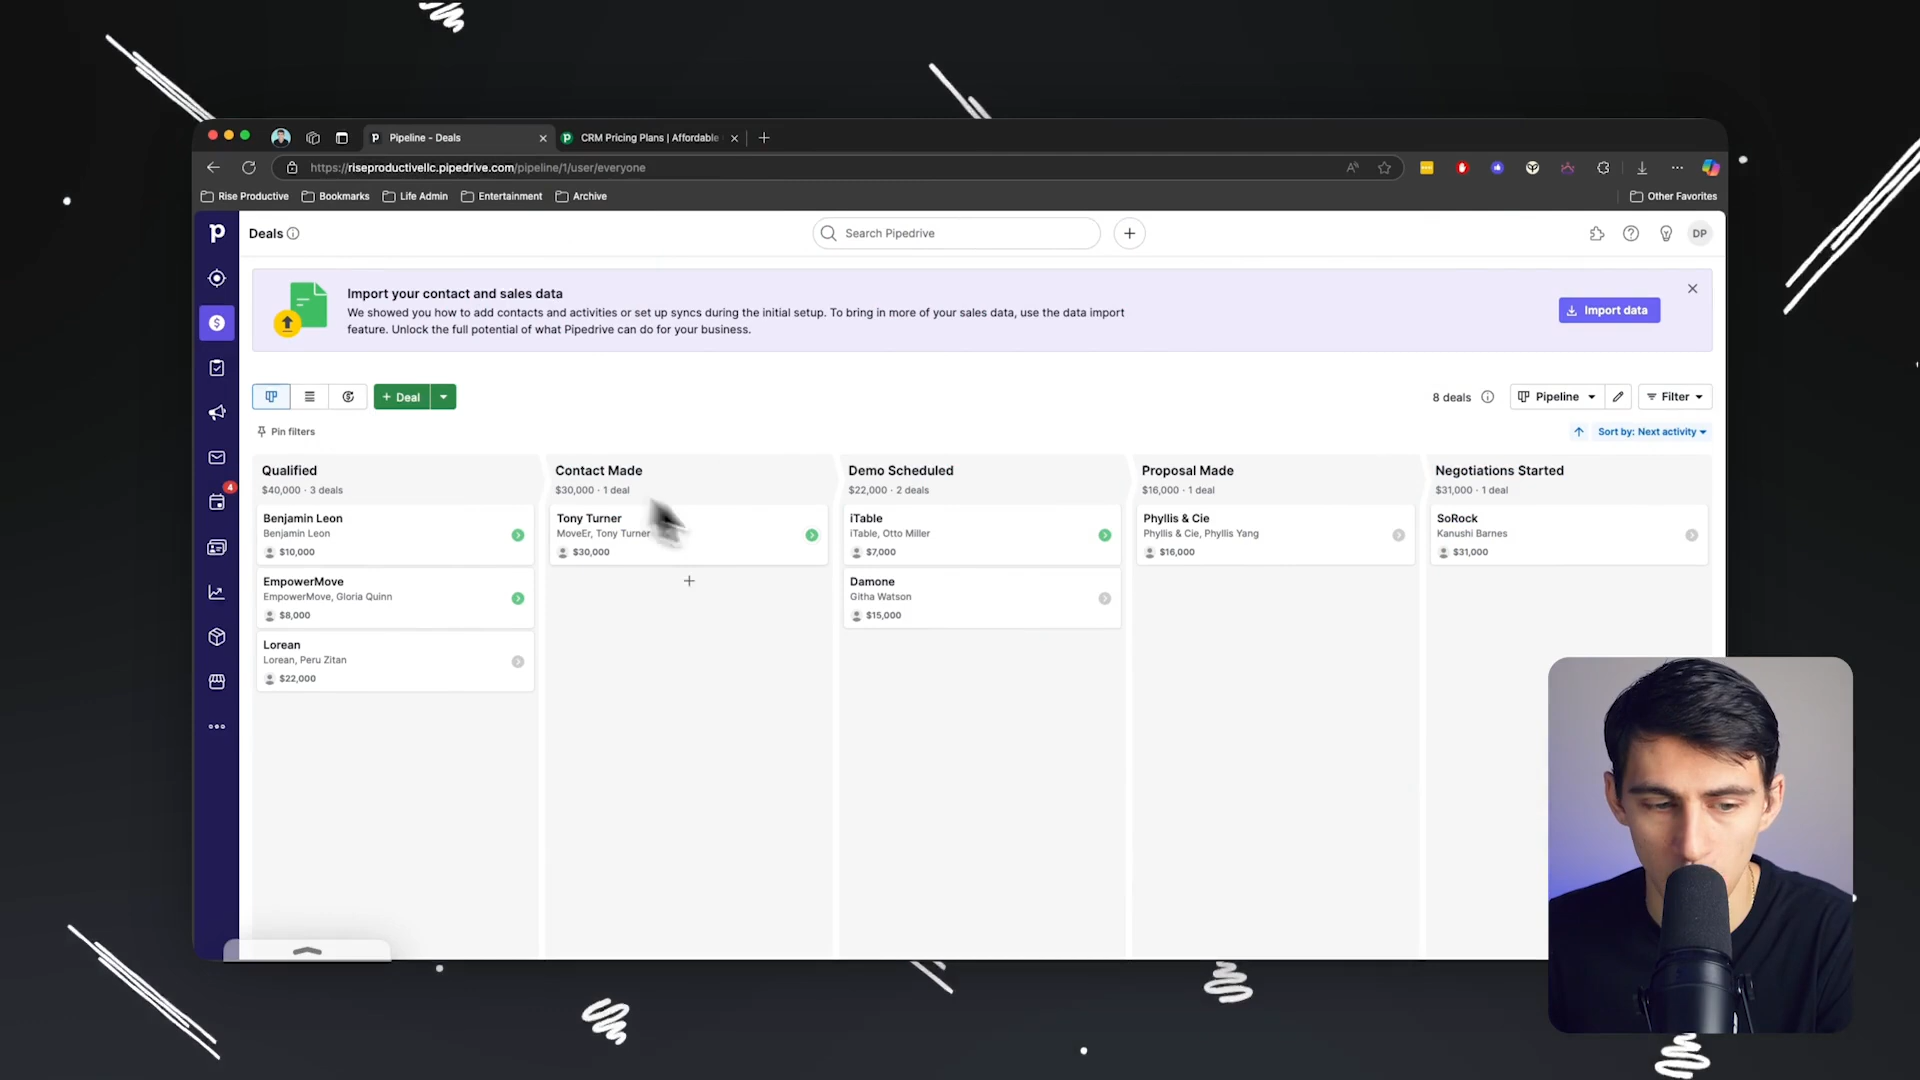 Pipeline - Deals
CRM Pricing Plans | Affordable
https://riseproductivellc.pipedrive.com/pipeline/1/user/everyone
Rise Productive
Bookmarks
Life Admin
Entertainment
Archive
Other Favorites
Deals
Search Pipedrive
DP
Import your contact and sales data
We showed you how to add contacts and activities or set up syncs during the initial setup. To bring in more of your sales data, use the data import
feature. Unlock the full potential of what Pipedrive can do for your business.
Import data
+ Deal
8 deals
Pipeline
Filter
Pin filters
Sort by: Next activity
4
Qualified
$40,000 · 3 deals
Benjamin Leon
Benjamin Leon
$10,000
EmpowerMove
EmpowerMove, Gloria Quinn
$8,000
Lorean
Lorean, Peru Zitan
$22,000
Contact Made
$30,000 · 1 deal
Tony Turner
MoveEr, Tony Turner
$30,000
Demo Scheduled
$22,000 · 2 deals
iTable
iTable, Otto Miller
$7,000
Damone
Githa Watson
$15,000
Proposal Made
$16,000 · 1 deal
Phyllis & Cie
Phyllis & Cie, Phyllis Yang
$16,000
Negotiations Started
$31,000 · 1 deal
SoRock
Kanushi Barnes
$31,000